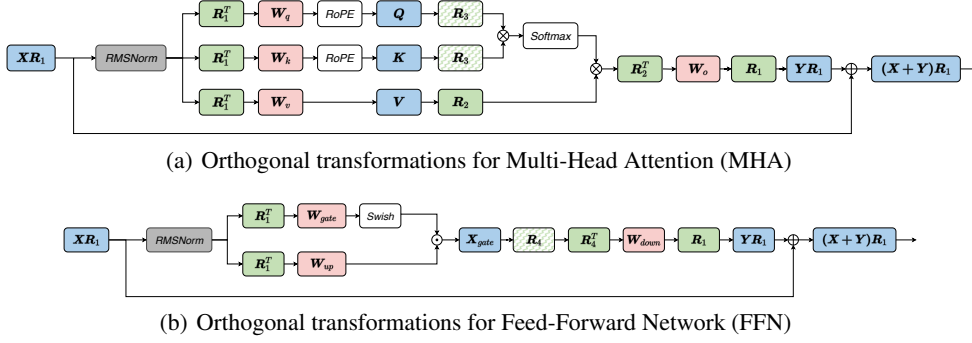 R₁ᵀ W_q RoPE Q R₃
Softmax
XR₁ RMSNorm R₁ᵀ W_k RoPE K R₃ ⊗ ⊗ R₂ᵀ W_o R₁ YR₁ ⊕ (X + Y)R₁
R₁ᵀ W_v V R₂
(a) Orthogonal transformations for Multi-Head Attention (MHA)
R₁ᵀ W_gate Swish
XR₁ RMSNorm ⊙ X_gate R₄ R₄ᵀ W_down R₁ YR₁ ⊕ (X + Y)R₁
R₁ᵀ W_up
(b) Orthogonal transformations for Feed-Forward Network (FFN)